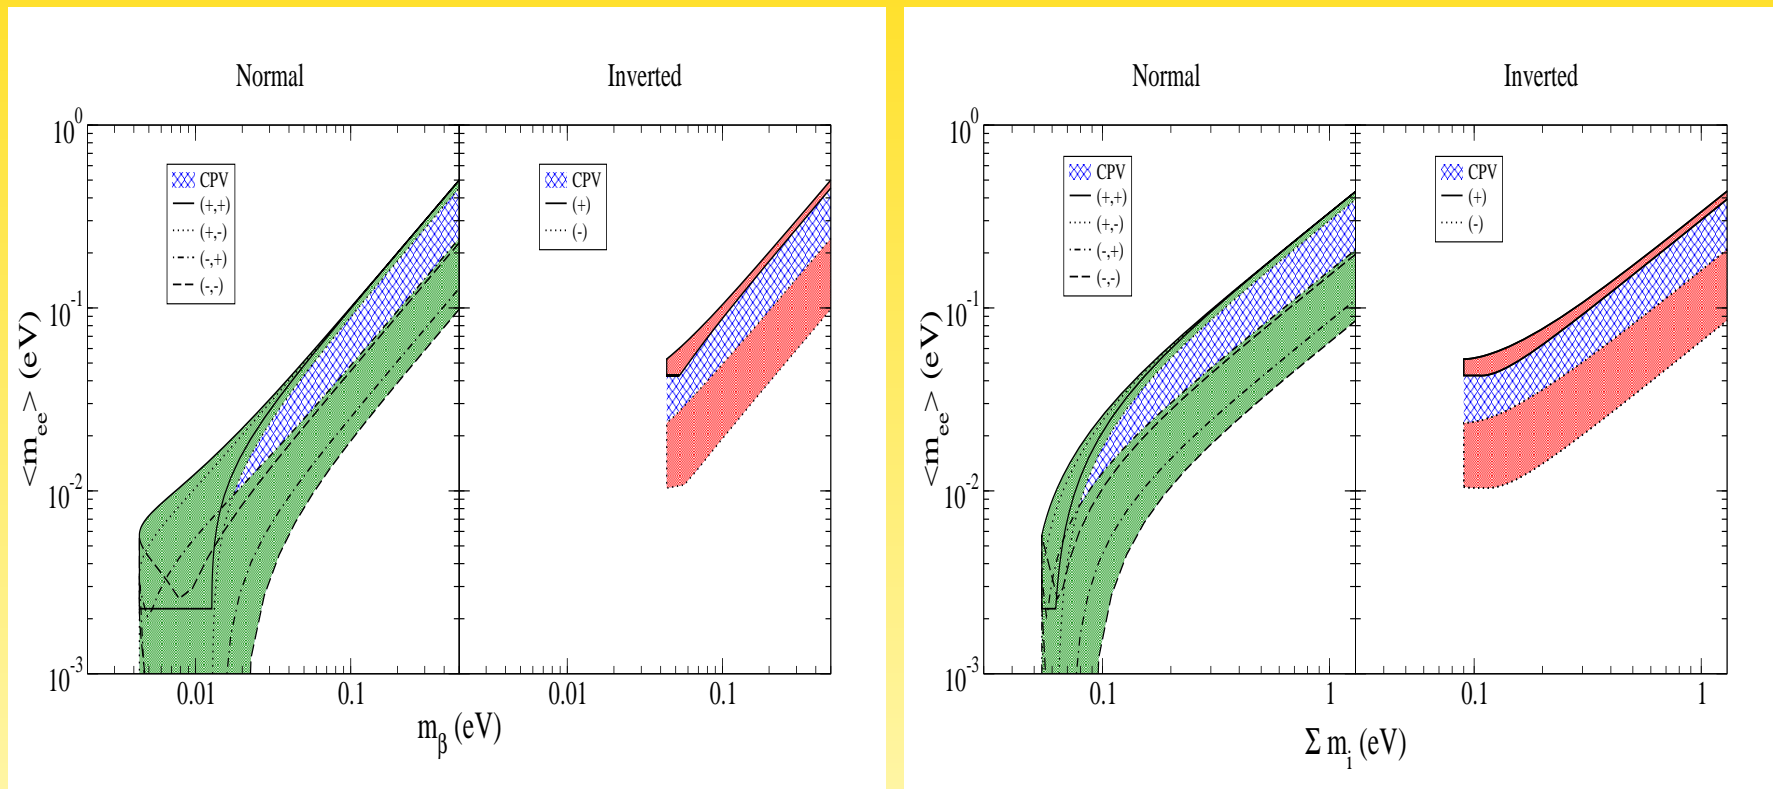 Normal Inverted
10^0
CPV
(+,+)
(+,-)
(-,+)
(-,-)
CPV
(+)
(-)
10^-1
10^-2
10^-3
<m_ee> (eV)
0.01 0.1 0.01 0.1
m_β (eV)
Normal Inverted
10^0
CPV
(+,+)
(+,-)
(-,+)
(-,-)
CPV
(+)
(-)
10^-1
10^-2
10^-3
<m_ee> (eV)
0.1 1 0.1 1
Σ m_i (eV)